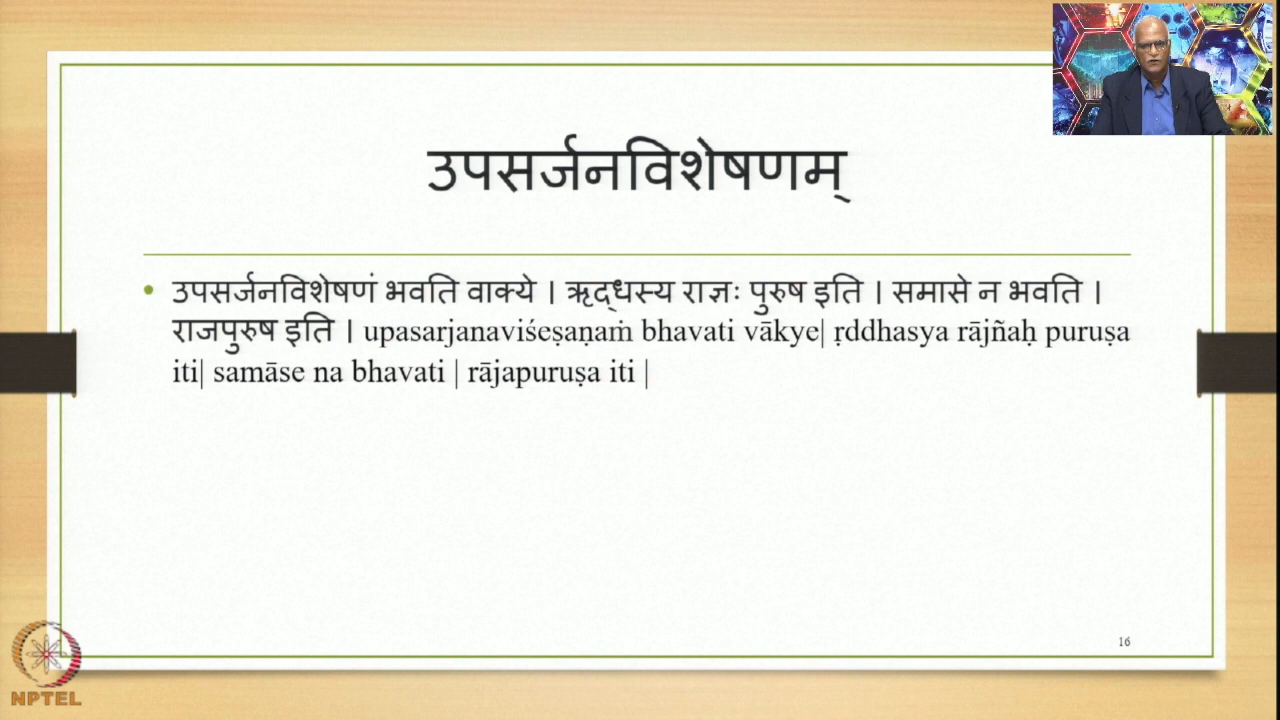 उपसर्जनविशेषणम्
• उपसर्जनविशेषणं भवति वाक्ये । ऋद्धस्य राज्ञः पुरुष इति । समासे न भवति ।
राजपुरुष इति । upasarjanaviśeṣaṇaṁ bhavati vākye| ṛddhasya rājñaḥ puruṣa
iti| samāse na bhavati | rājapuruṣa iti |
16
NPTEL